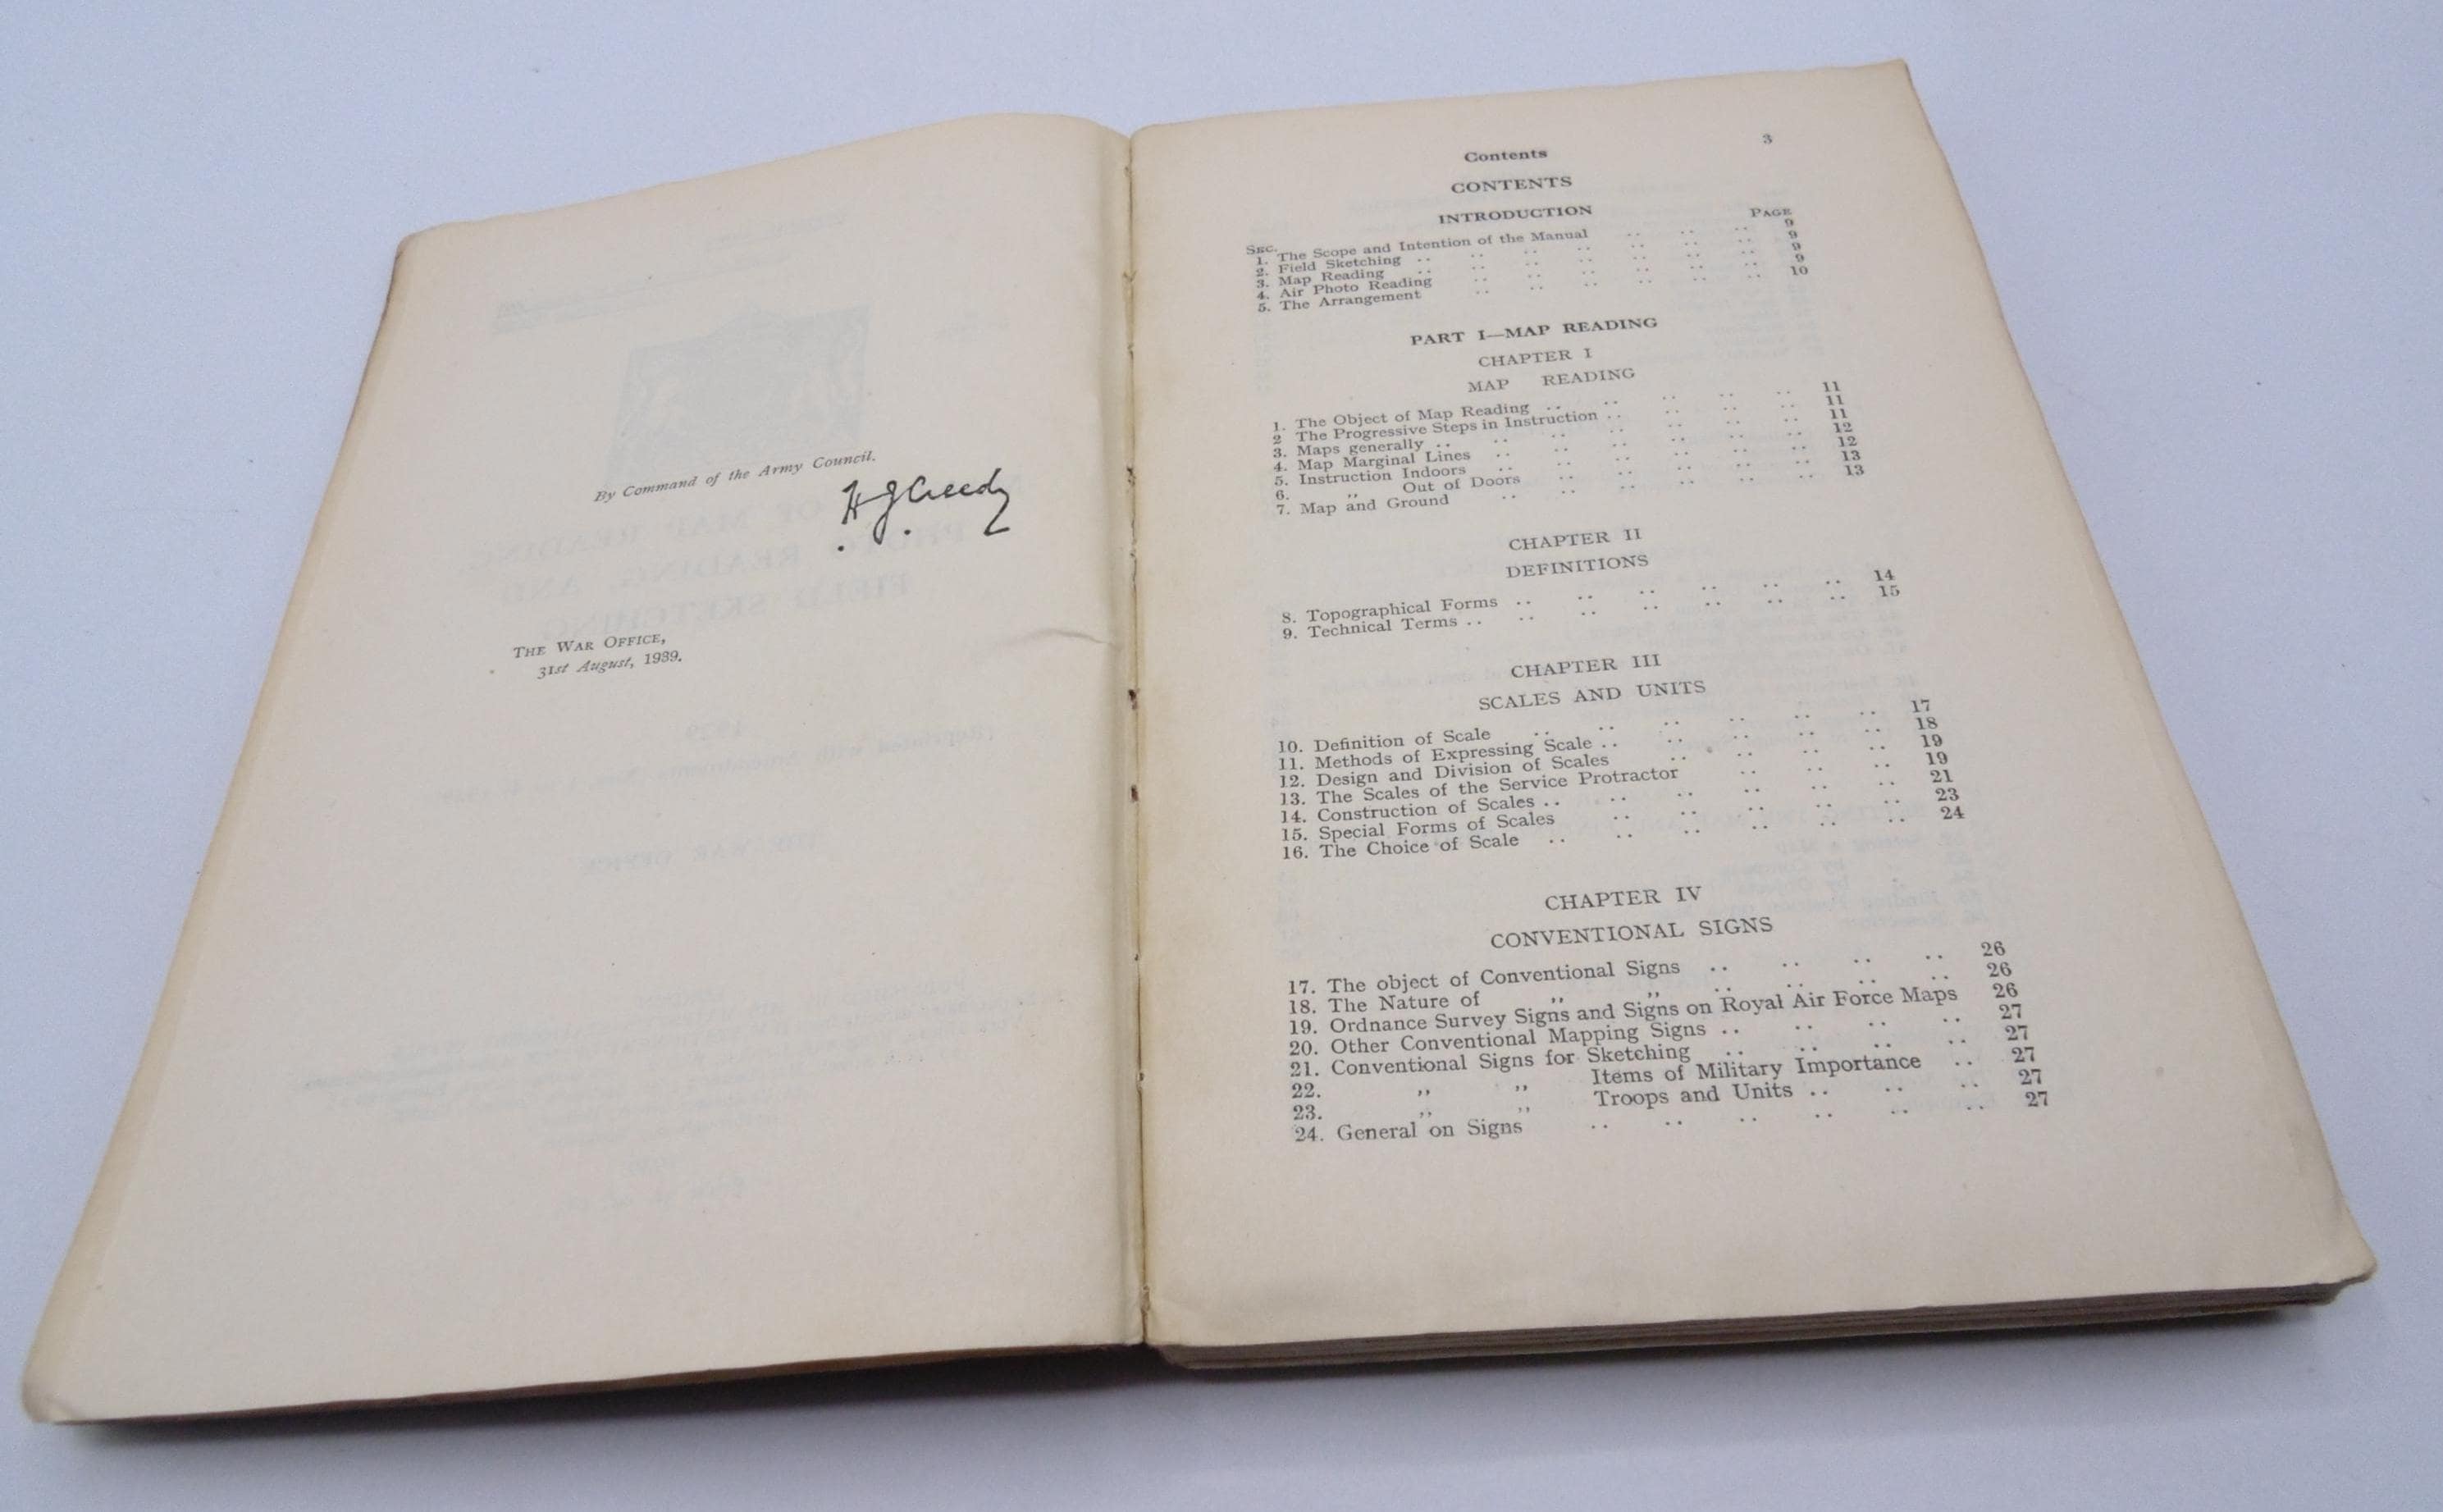 By Command of the Army Council.
HJCreedy
THE WAR OFFICE,
31st August, 1939.
Contents 3
CONTENTS
INTRODUCTION
SEC. PAGE
1. The Scope and Intention of the Manual .. .. .. 9
2. Field Sketching .. .. .. .. .. .. .. 9
3. Map Reading .. .. .. .. .. .. .. 9
4. Air Photo Reading .. .. .. .. .. .. 9
5. The Arrangement .. .. .. .. .. .. 10
PART I—MAP READING
CHAPTER I
MAP READING
1. The Object of Map Reading .. .. .. .. .. 11
2 The Progressive Steps in Instruction .. .. .. .. 11
3. Maps generally .. .. .. .. .. .. .. 11
4. Map Marginal Lines .. .. .. .. .. .. 12
5. Instruction Indoors .. .. .. .. .. .. 12
6. ,, Out of Doors .. .. .. .. .. 13
7. Map and Ground .. .. .. .. .. .. 13
CHAPTER II
DEFINITIONS
8. Topographical Forms .. .. .. .. .. .. 14
9. Technical Terms .. .. .. .. .. .. .. 15
CHAPTER III
SCALES AND UNITS
10. Definition of Scale .. .. .. .. .. .. 17
11. Methods of Expressing Scale .. .. .. .. .. 18
12. Design and Division of Scales .. .. .. .. 19
13. The Scales of the Service Protractor .. .. .. 19
14. Construction of Scales .. .. .. .. .. .. 21
15. Special Forms of Scales .. .. .. .. .. 23
16. The Choice of Scale .. .. .. .. .. .. 24
CHAPTER IV
CONVENTIONAL SIGNS
17. The object of Conventional Signs .. .. .. .. 26
18. The Nature of ,, ,, .. .. .. .. 26
19. Ordnance Survey Signs and Signs on Royal Air Force Maps 26
20. Other Conventional Mapping Signs .. .. .. .. 27
21. Conventional Signs for Sketching .. .. .. .. 27
22. ,, ,, Items of Military Importance .. 27
23. ,, ,, Troops and Units .. .. .. 27
24. General on Signs .. .. .. .. .. .. 27